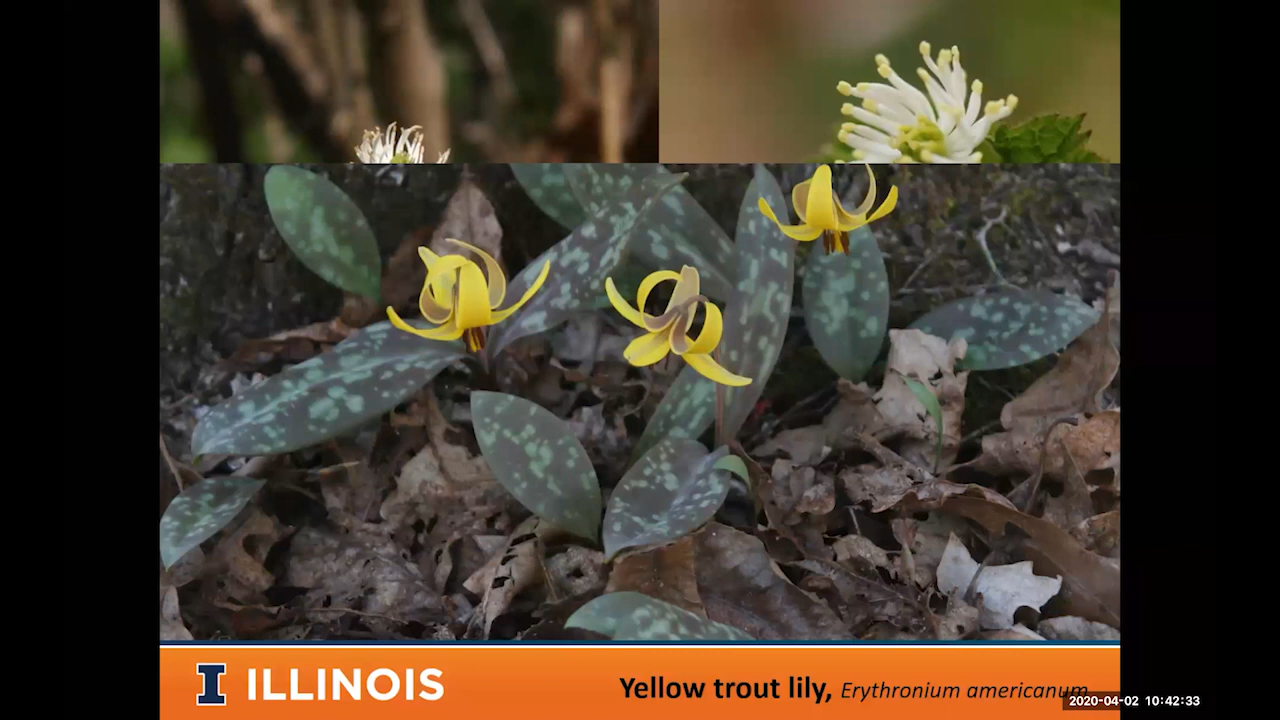 I ILLINOIS
Yellow trout lily, Erythronium americanum
2020-04-02 10:42:33